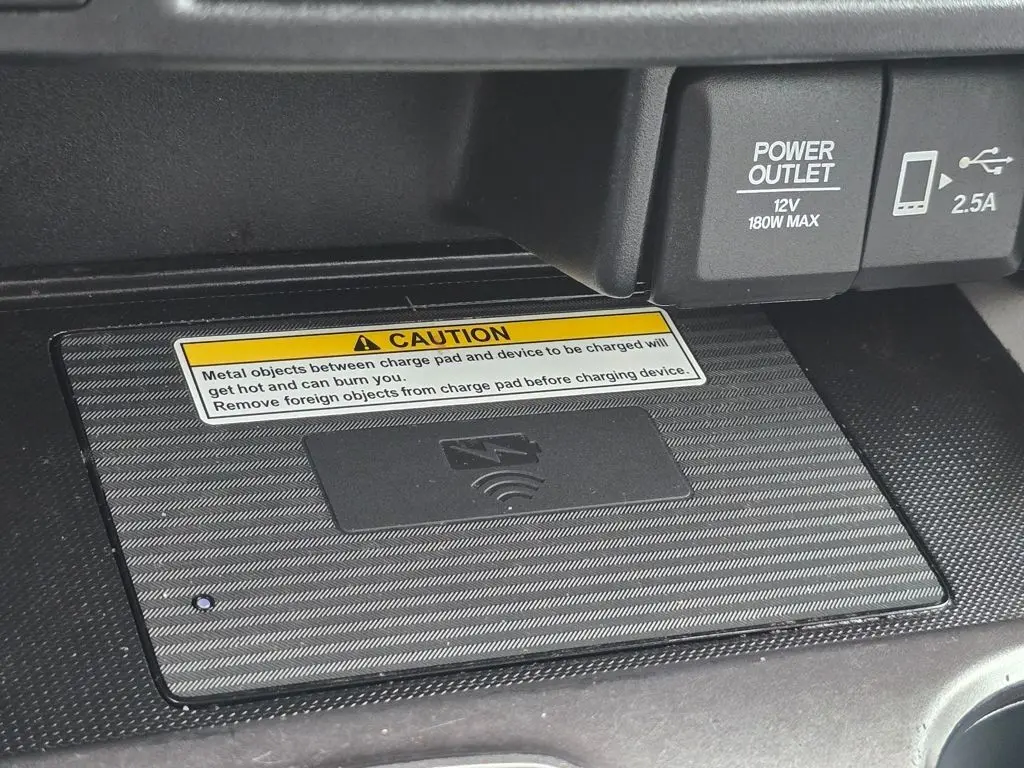 POWER
OUTLET
12V
180W MAX
2.5A
CAUTION
Metal objects between charge pad and device to be charged will
get hot and can burn you.
Remove foreign objects from charge pad before charging device.